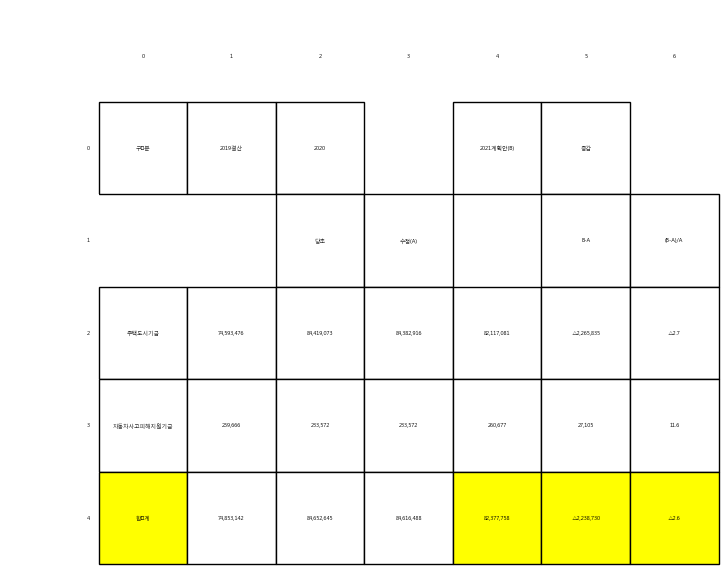 0 1 2 3 4 5 6
0 구분 2019결산 2020 2021계획안(B) 증감
1 당초 수정(A) B-A (B-A)/A
2 주택도시기금 74,593,476 84,419,073 84,382,916 82,117,081 △2,265,835 △2.7
3 자동차사고피해지원기금 259,666 233,572 233,572 260,677 27,105 11.6
4 합계 74,853,142 84,652,645 84,616,488 82,377,758 △2,238,730 △2.6